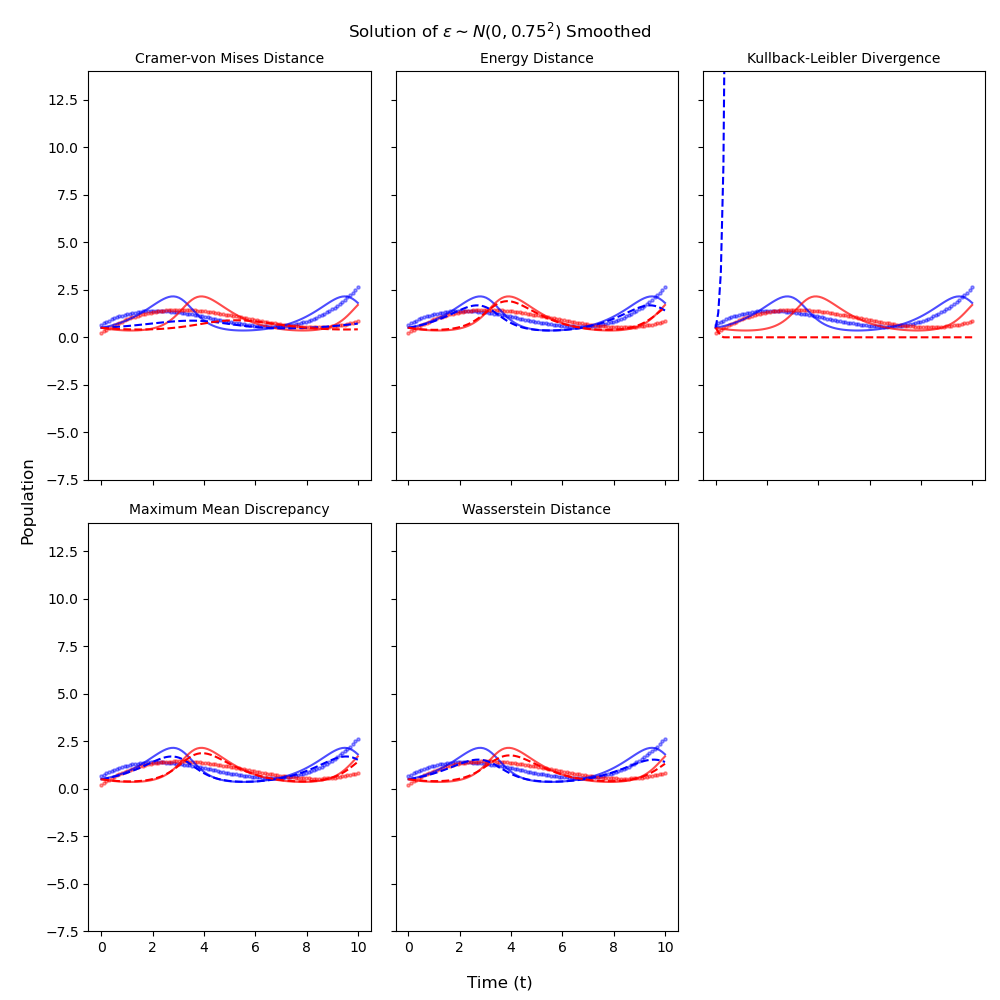 Solution of ε ∼ N(0, 0.75²) Smoothed
Cramer-von Mises Distance
Energy Distance
Kullback-Leibler Divergence
12.5
10.0
7.5
5.0
2.5
0.0
−2.5
−5.0
−7.5
Population
Maximum Mean Discrepancy
Wasserstein Distance
12.5
10.0
7.5
5.0
2.5
0.0
−2.5
−5.0
−7.5
0 2 4 6 8 10
0 2 4 6 8 10
Time (t)